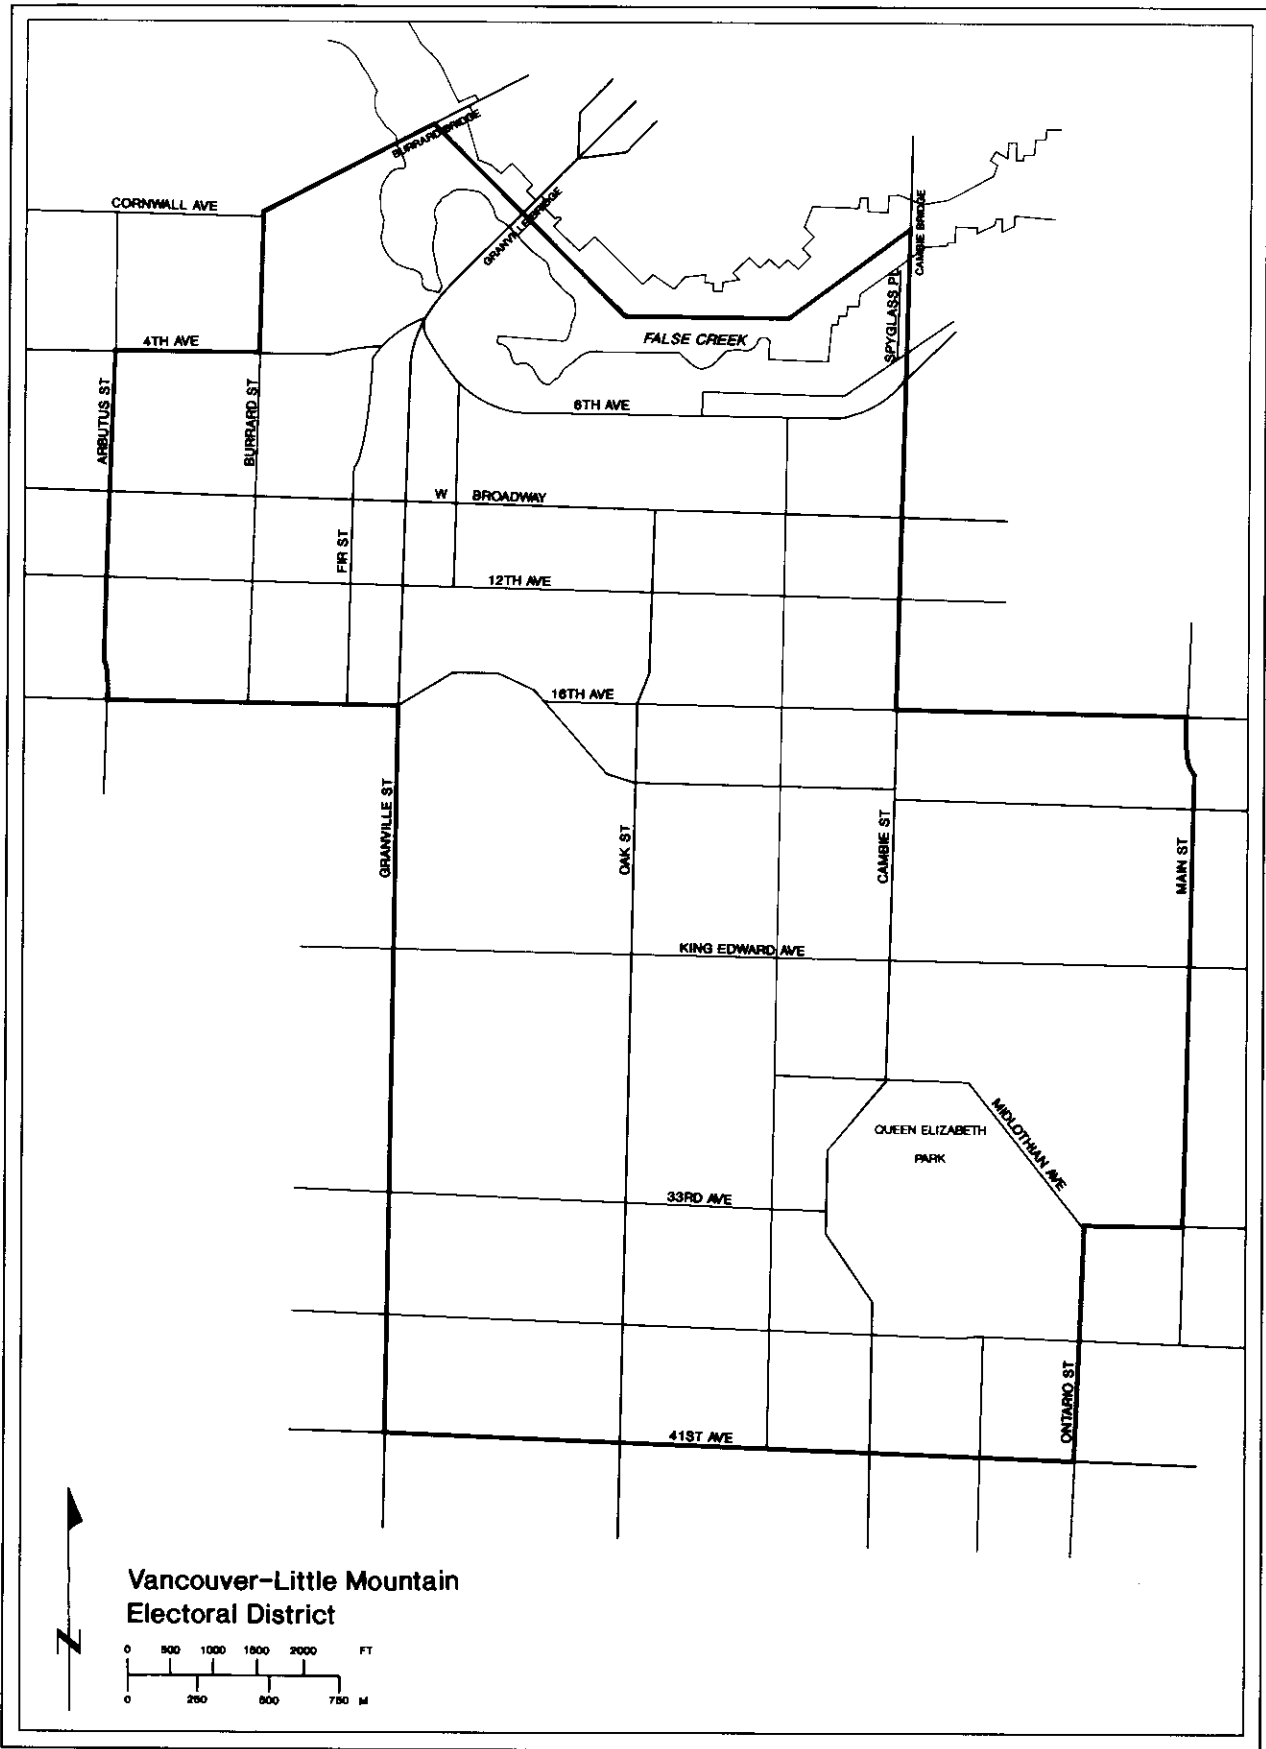 BURRARD BRIDGE
CORNWALL AVE
GRANVILLE BRIDGE
CAMBIE BRIDGE
SPYGLASS PL
4TH AVE
FALSE CREEK
ARBUTUS ST
BURRARD ST
6TH AVE
W BROADWAY
FIR ST
12TH AVE
16TH AVE
GRANVILLE ST
OAK ST
CAMBIE ST
MAIN ST
KING EDWARD AVE
MIDLOTHIAN AVE
QUEEN ELIZABETH
PARK
33RD AVE
ONTARIO ST
41ST AVE
N
Vancouver-Little Mountain
Electoral District
0 500 1000 1500 2000 FT
0 250 500 750 M